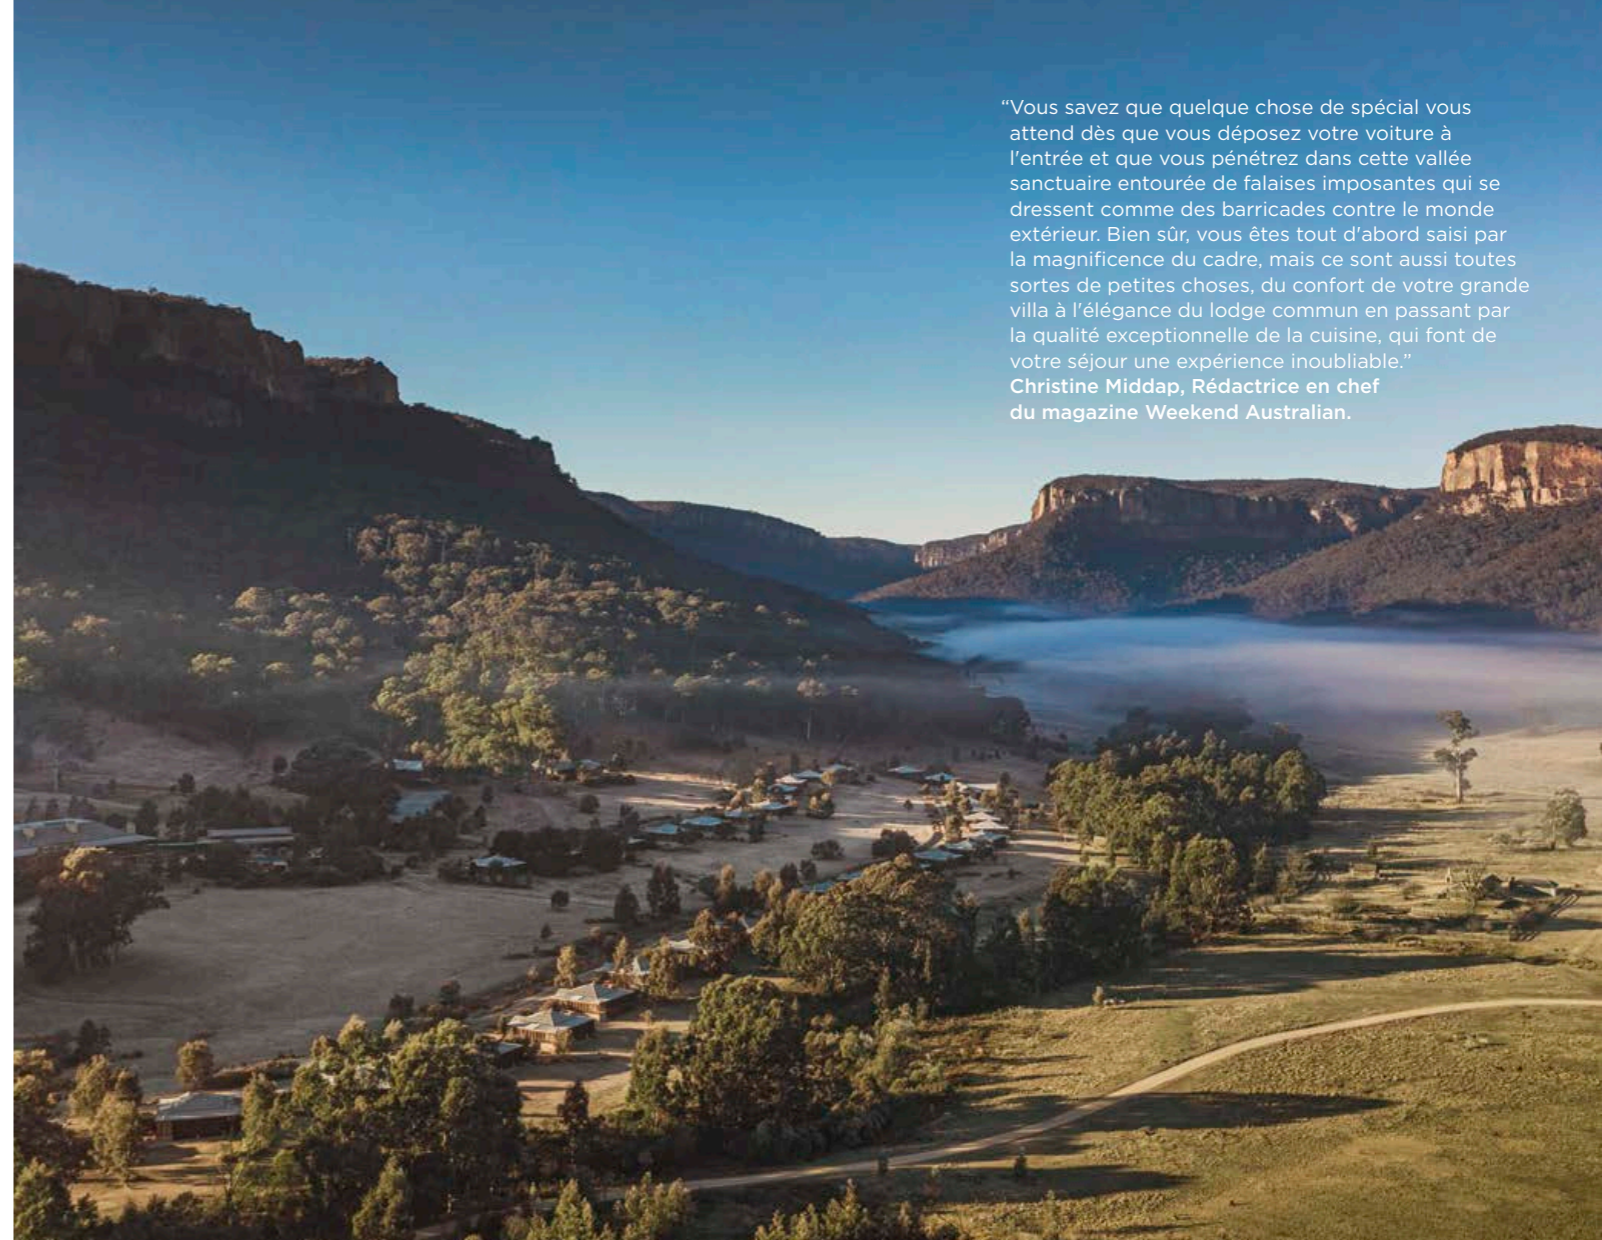 “Vous savez que quelque chose de spécial vous
attend dès que vous déposez votre voiture à
l'entrée et que vous pénétrez dans cette vallée
sanctuaire entourée de falaises imposantes qui se
dressent comme des barricades contre le monde
extérieur. Bien sûr, vous êtes tout d'abord saisi par
la magnificence du cadre, mais ce sont aussi toutes
sortes de petites choses, du confort de votre grande
villa à l'élégance du lodge commun en passant par
la qualité exceptionnelle de la cuisine, qui font de
votre séjour une expérience inoubliable.”
Christine Middap, Rédactrice en chef
du magazine Weekend Australian.